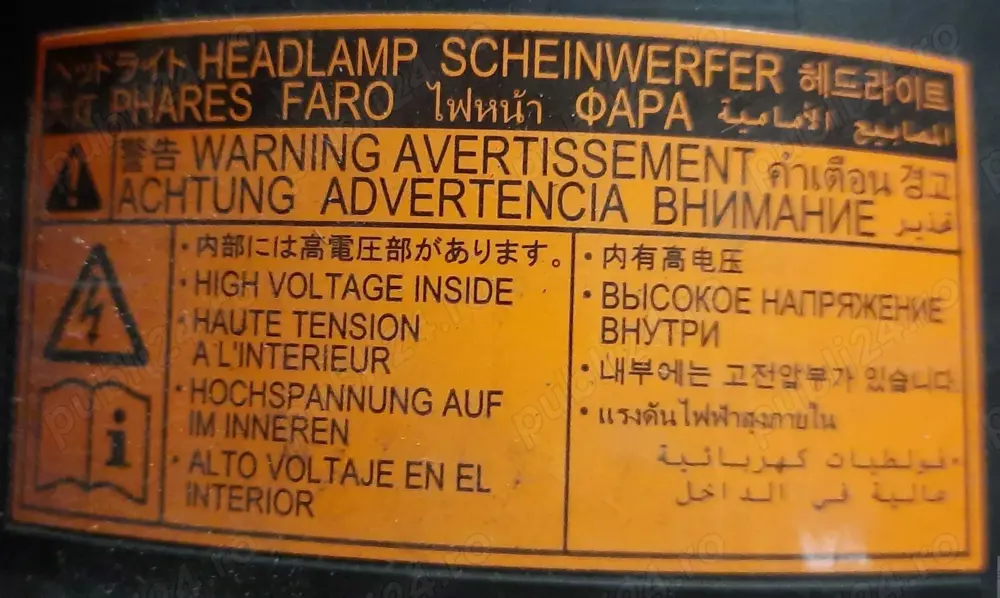 ヘッドライト HEADLAMP SCHEINWERFER 헤드라이트
大灯 PHARES FARO ไฟหน้า ФАРА المصابيح الأمامية
警告 WARNING AVERTISSEMENT คำเตือน 경고
ACHTUNG ADVERTENCIA ВНИМАНИЕ تحذير
・内部には高電圧部があります。
・HIGH VOLTAGE INSIDE
・HAUTE TENSION
A L'INTERIEUR
・HOCHSPANNUNG AUF
IM INNEREN
・ALTO VOLTAJE EN EL
INTERIOR
・内有高电压
・ВЫСОКОЕ НАПРЯЖЕНИЕ
ВНУТРИ
・내부에는 고전압부가 있습니다.
・แรงดันไฟฟ้าสูงภายใน
・فولطيات كهربائية
عالية في الداخل
publi24.ro